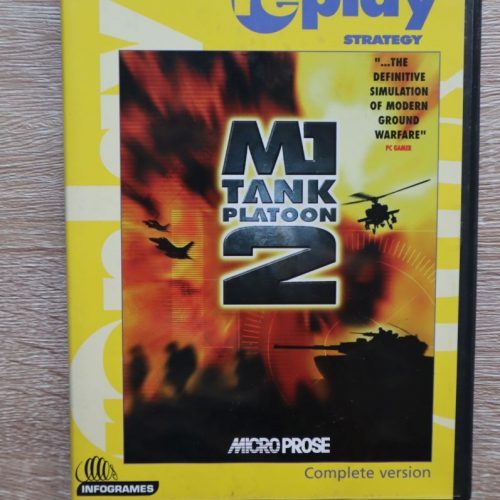 replay
STRATEGY
"...THE
DEFINITIVE
SIMULATION
OF MODERN
GROUND
WARFARE"
PC GAMER
M1
TANK
PLATOON
2
MICROPROSE
Complete version
INFOGRAMES